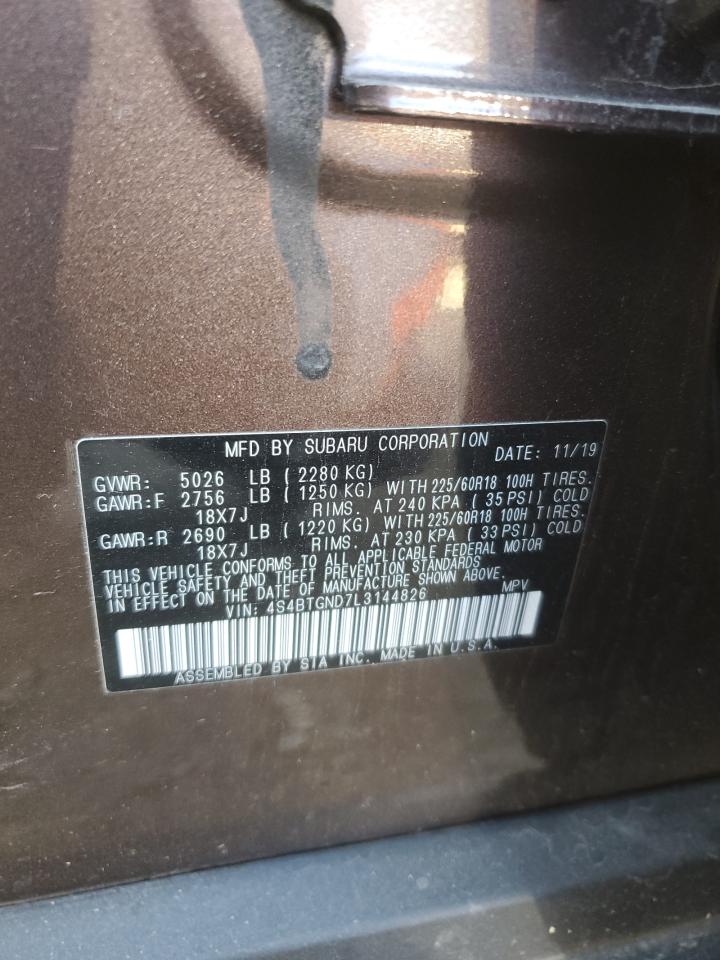 MFD BY SUBARU CORPORATION DATE: 11/19
GVWR: 5026 LB ( 2280 KG)
GAWR:F 2756 LB ( 1250 KG) WITH 225/60R18 100H TIRES.
18X7J RIMS. AT 240 KPA ( 35 PSI) COLD
GAWR:R 2690 LB ( 1220 KG) WITH 225/60R18 100H TIRES.
18X7J RIMS. AT 230 KPA ( 33 PSI) COLD
THIS VEHICLE CONFORMS TO ALL APPLICABLE FEDERAL MOTOR
VEHICLE SAFETY AND THEFT PREVENTION STANDARDS
IN EFFECT ON THE DATE OF MANUFACTURE SHOWN ABOVE.
VIN: 4S4BTGND7L3144826 MPV
ASSEMBLED BY SIA INC. MADE IN U.S.A.